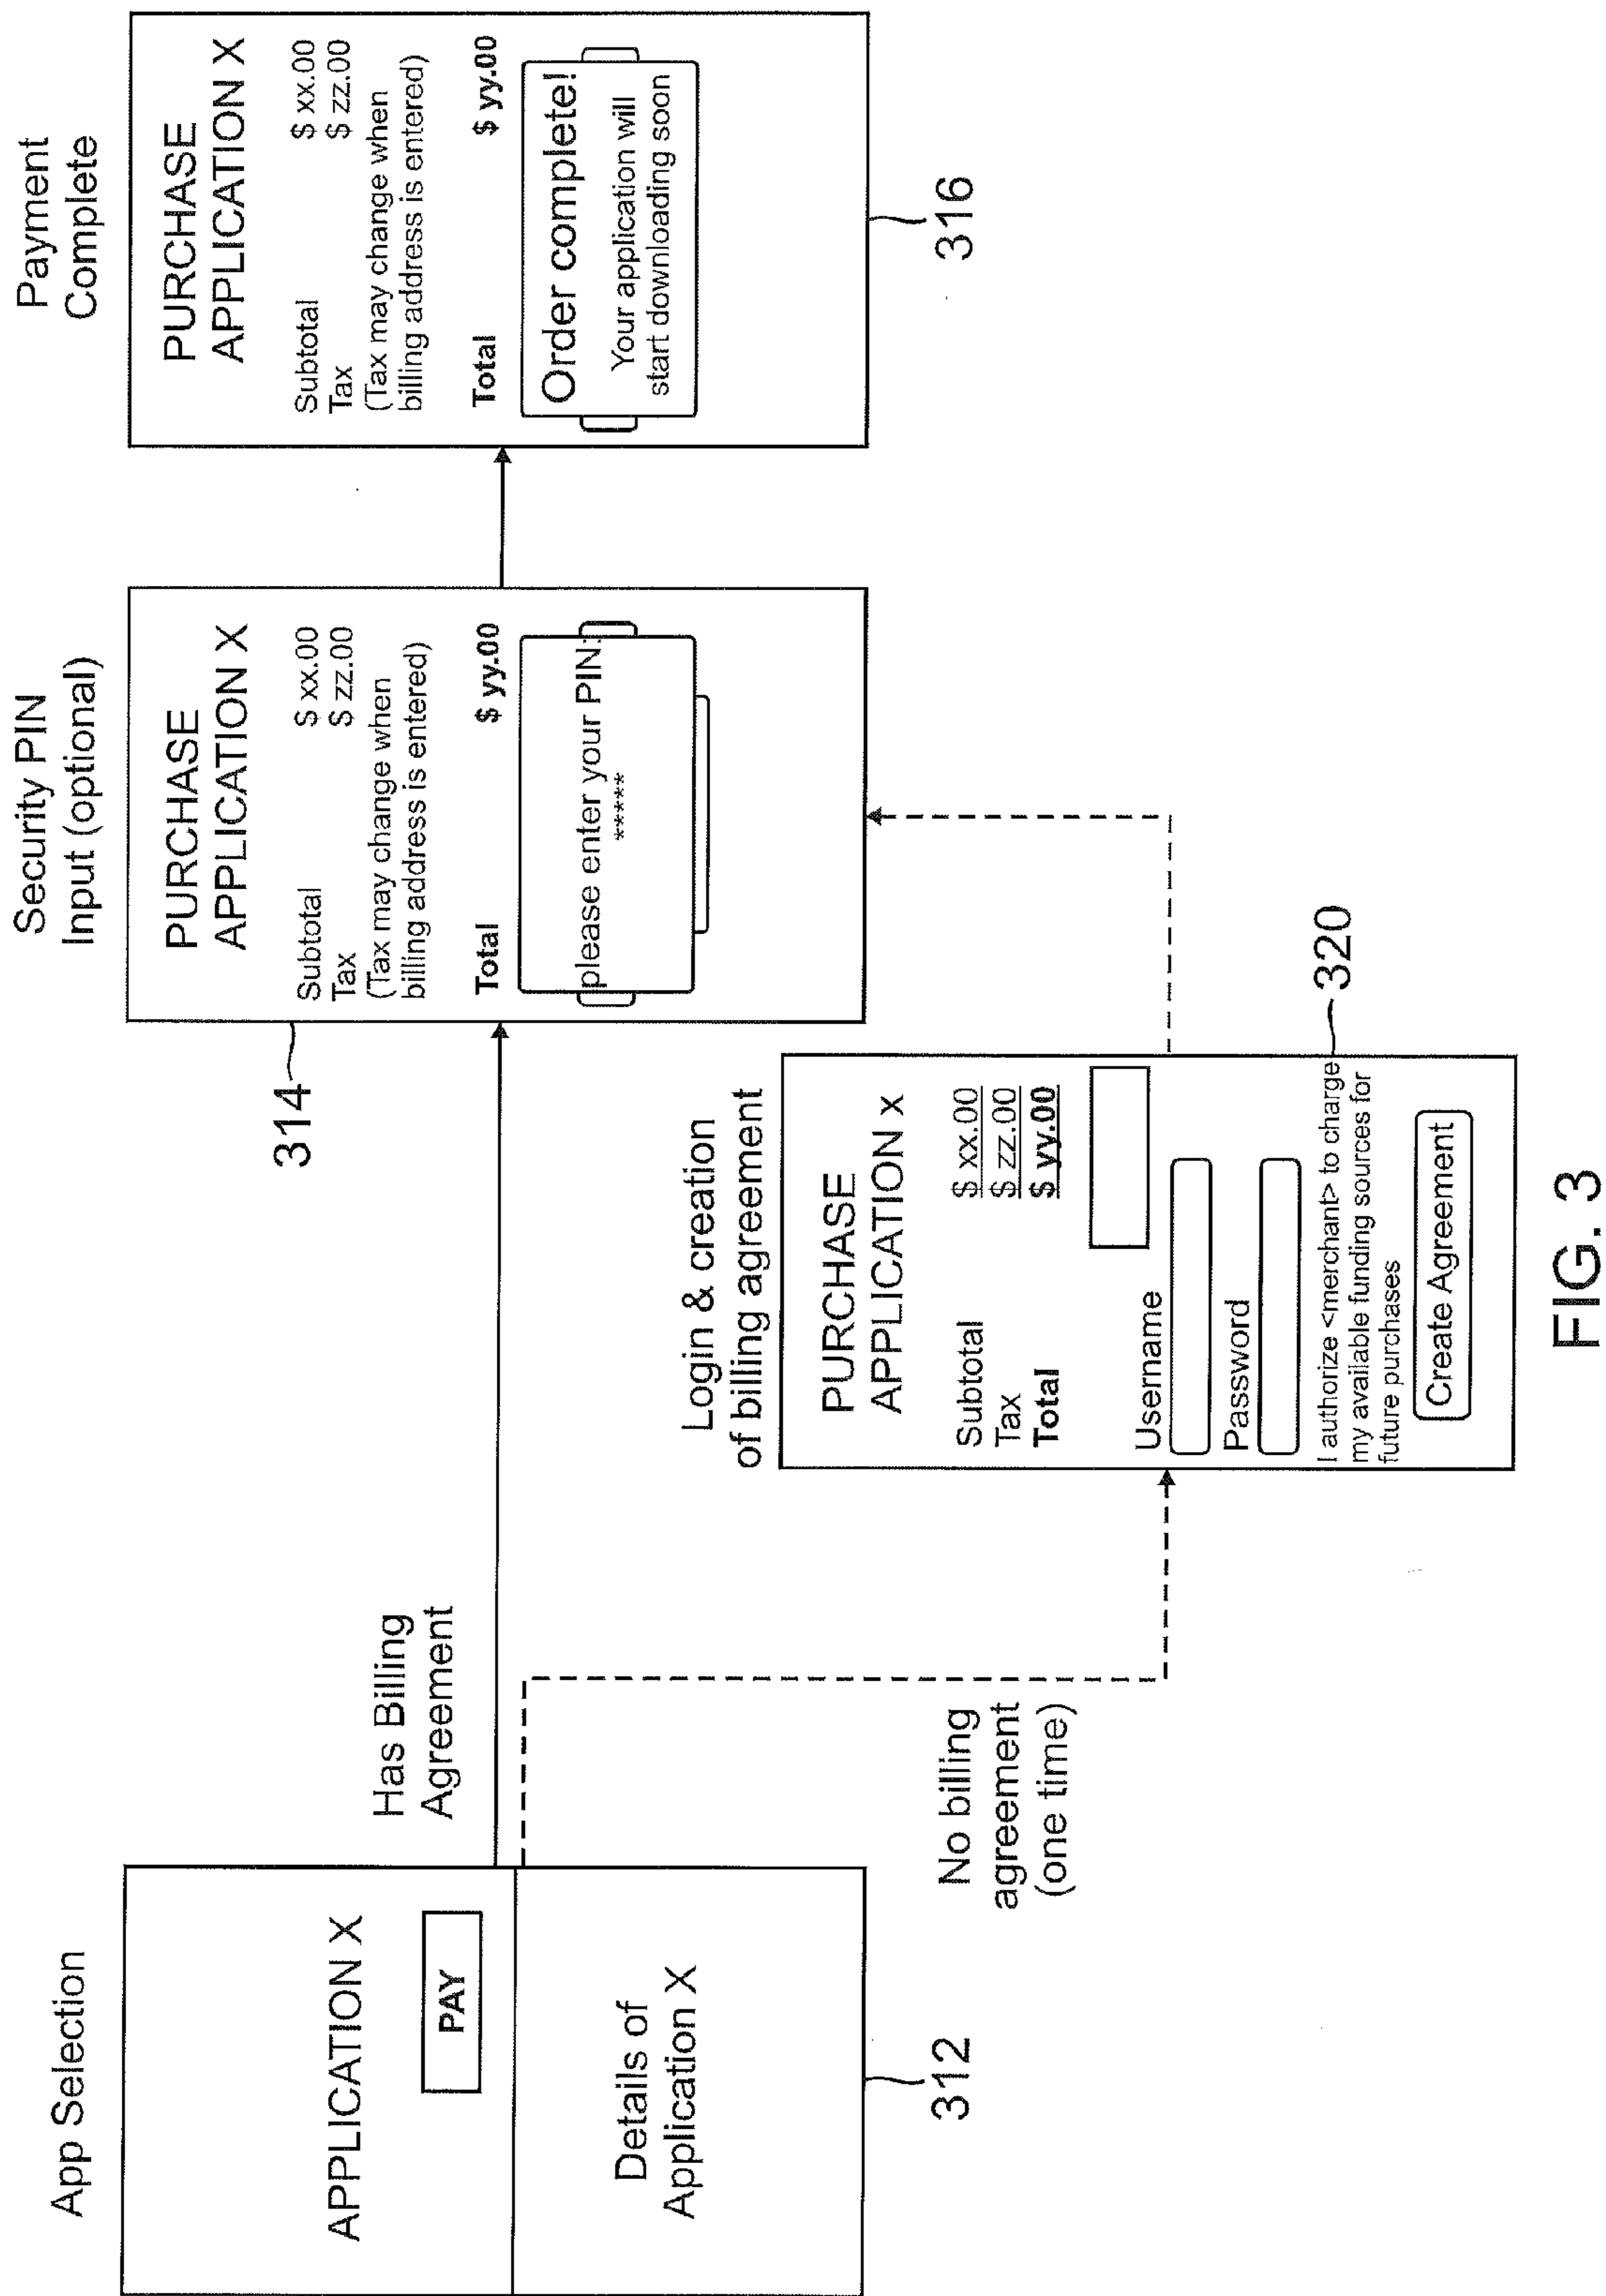 App Selection
APPLICATION X
PAY
Details of
Application X
312
Has Billing
Agreement
No billing
agreement
(one time)
Security PIN
Input (optional)
PURCHASE
APPLICATION X
Subtotal $ xx.00
Tax $ zz.00
(Tax may change when
billing address is entered)
Total $ yy.00
please enter your PIN:
*****
314
Login & creation
of billing agreement
PURCHASE
APPLICATION x
Subtotal $ xx.00
Tax $ zz.00
Total $ yy.00
Username
Password
I authorize <merchant> to charge
my available funding sources for
future purchases
Create Agreement
320
Payment
Complete
PURCHASE
APPLICATION X
Subtotal $ xx.00
Tax $ zz.00
(Tax may change when
billing address is entered)
Total $ yy.00
Order complete!
Your application will
start downloading soon
316
FIG. 3